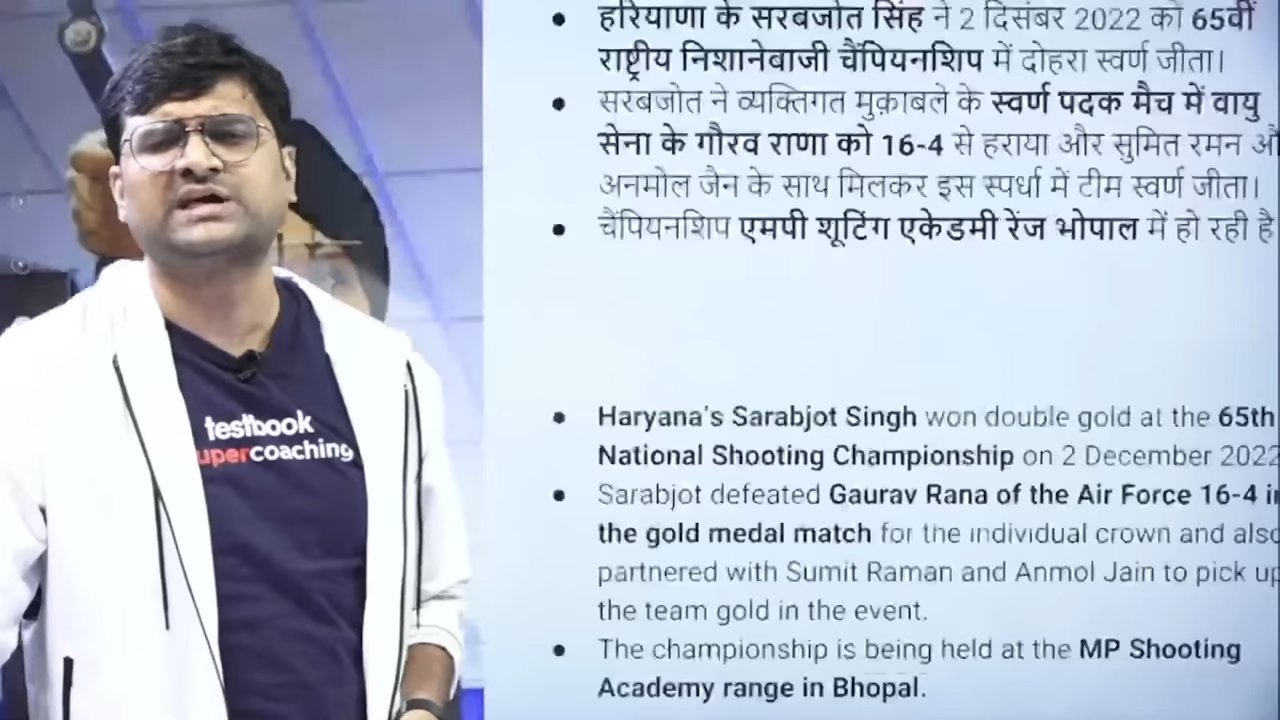 testbook
upercoaching
हरियाणा के सरबजोत सिंह ने 2 दिसंबर 2022 को 65वीं
राष्ट्रीय निशानेबाजी चैंपियनशिप में दोहरा स्वर्ण जीता।
सरबजोत ने व्यक्तिगत मुक़ाबले के स्वर्ण पदक मैच में वायु
सेना के गौरव राणा को 16-4 से हराया और सुमित रमन औ
अनमोल जैन के साथ मिलकर इस स्पर्धा में टीम स्वर्ण जीता।
चैंपियनशिप एमपी शूटिंग एकेडमी रेंज भोपाल में हो रही है
Haryana's Sarabjot Singh won double gold at the 65th
National Shooting Championship on 2 December 2022
Sarabjot defeated Gaurav Rana of the Air Force 16-4 in
the gold medal match for the individual crown and also
partnered with Sumit Raman and Anmol Jain to pick up
the team gold in the event.
The championship is being held at the MP Shooting
Academy range in Bhopal.